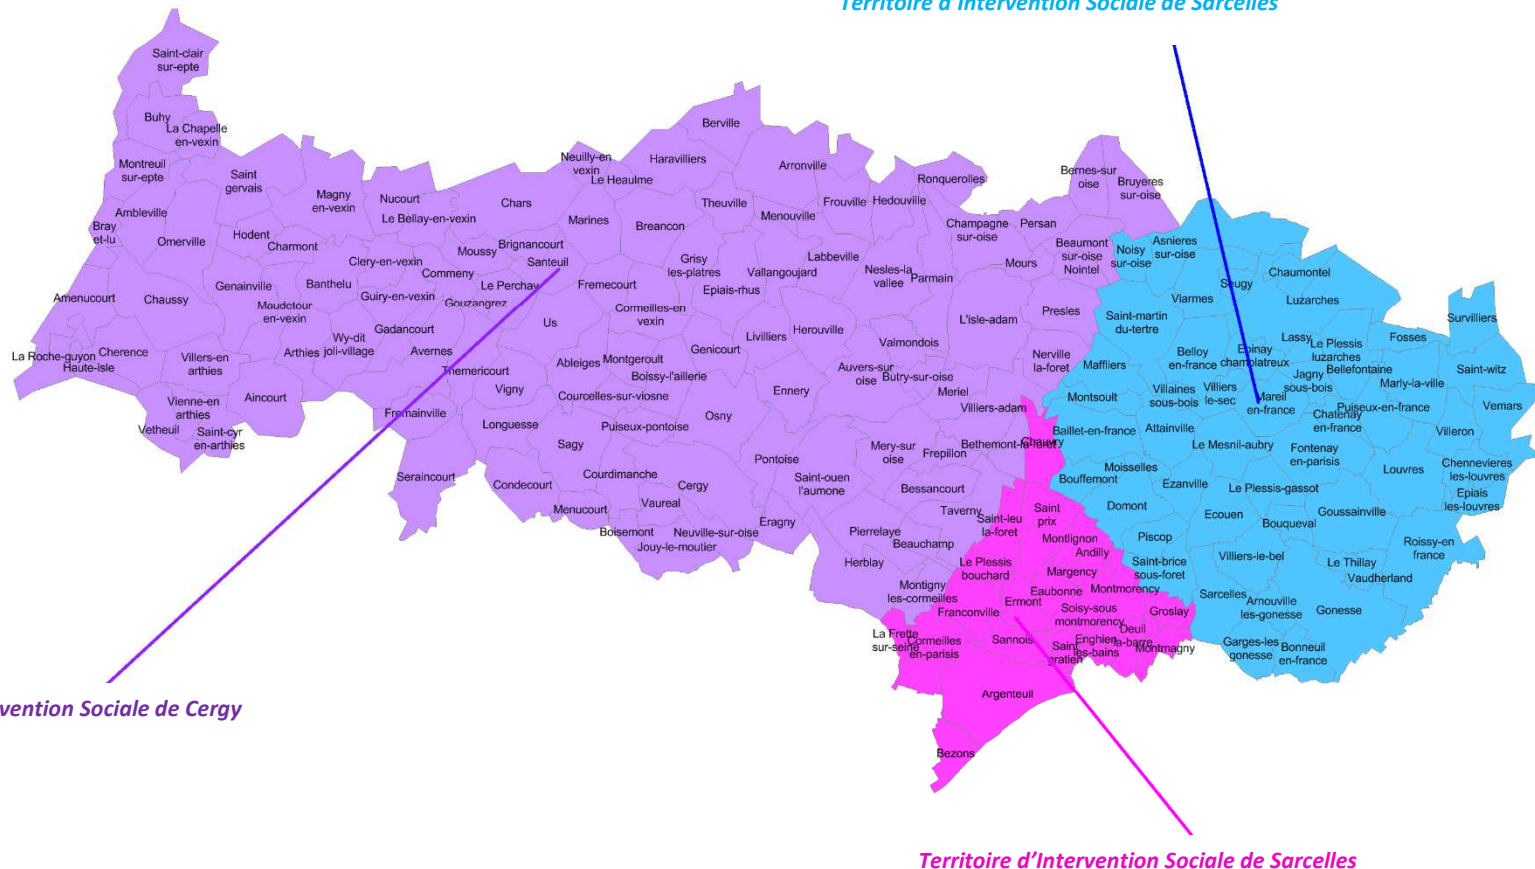 Territoire d'Intervention Sociale de Sarcelles
Saint-clair
sur-epte
Buhy
La Chapelle
en-vexin
Montreuil
sur-epte
Saint
gervais
Magny
en-vexin
Nucourt
Le Bellay-en-vexin
Chars
Neuilly-en
vexin
Le Heaulme
Haravilliers
Berville
Arronville
Ronquerolles
Bernes-sur
oise
Bruyeres
sur-oise
Ambleville
Bray
et-lu
Omerville
Hodent
Charmont
Moussy
Brignancourt
Santeuil
Marines
Breancon
Theuville
Menouville
Frouville
Hedouville
Champagne
sur-oise
Persan
Beaumont
sur-oise
Nointel
Mours
Noisy
sur-oise
Asnieres
sur-oise
Clery-en-vexin
Commeny
Le Perchay
Gouzangrez
Grisy
les-platres
Labbeville
Vallangoujard
Nesles-la
vallee
Parmain
Amenucourt
Chaussy
Genainville
Banthelu
Guiry-en-vexin
Maudetour
en-vexin
Fremecourt
Epiais-rhus
Cormeilles-en
vexin
Seugy
Chaumontel
Luzarches
Viarmes
Presles
Saint-martin
du-tertre
Survilliers
L'isle-adam
Us
Gadancourt
Wy-dit
joli-village
Arthies
Avernes
Livilliers
Herouville
Valmondois
Genicourt
La Roche-guyon
Cherence
Haute-isle
Villers-en
arthies
Themericourt
Ableiges
Montgeroult
Boissy-l'aillerie
Auvers-sur
oise
Butry-sur-oise
Nerville
la-foret
Maffliers
Belloy
en-france
Epinay
champlatreux
Lassy
Le Plessis
luzarches
Bellefontaine
Fosses
Jagny
sous-bois
Marly-la-ville
Saint-witz
Vienne-en
arthies
Aincourt
Vetheuil
Saint-cyr
en-arthies
Fremainville
Vigny
Courcelles-sur-viosne
Ennery
Meriel
Villiers-adam
Montsoult
Villaines
sous-bois
Villiers
le-sec
Mareil
en-france
Chatenay
en-france
Puiseux-en-france
Vemars
Longuesse
Puiseux-pontoise
Osny
Baillet-en-france
Attainville
Le Mesnil-aubry
Villeron
Sagy
Mery-sur
oise
Frepillon
Bethemont-la-foret
Chauvry
Fontenay
en-parisis
Louvres
Chennevieres
les-louvres
Seraincourt
Condecourt
Courdimanche
Cergy
Pontoise
Saint-ouen
l'aumone
Bessancourt
Bouffemont
Moisselles
Ezanville
Le Plessis-gassot
Epiais
les-louvres
Menucourt
Vaureal
Boisemont
Neuville-sur-oise
Jouy-le-moutier
Eragny
Pierrelaye
Beauchamp
Taverny
Saint-leu
la-foret
Saint
prix
Domont
Ecouen
Bouqueval
Goussainville
Montlignon
Andilly
Piscop
Villiers-le-bel
Roissy-en
france
Herblay
Le Plessis
bouchard
Margency
Saint-brice
sous-foret
Le Thillay
Vaudherland
Montigny
les-cormeilles
Ermont
Eaubonne
Montmorency
Sarcelles
Arnouville
les-gonesse
Gonesse
Franconville
Soisy-sous
montmorency
Groslay
La Frette
sur-seine
Cormeilles
en-parisis
Sannois
Saint
gratien
Enghien
les-bains
Deuil
la-barre
Montmagny
Garges-les
gonesse
Bonneuil
en-france
Argenteuil
Bezons
vention Sociale de Cergy
Territoire d'Intervention Sociale de Sarcelles